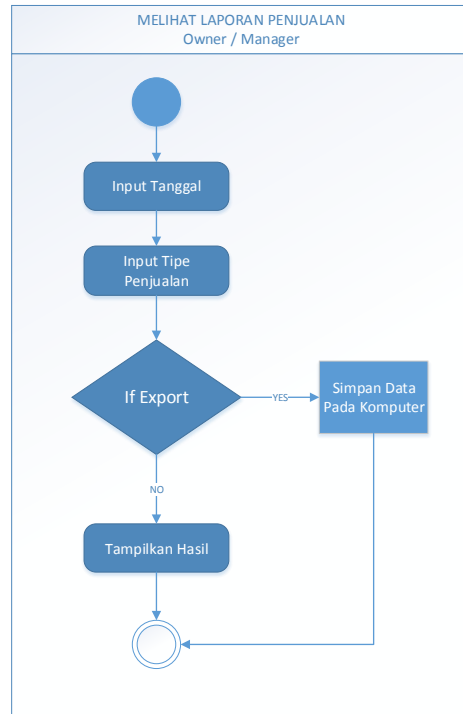 MELIHAT LAPORAN PENJUALAN
Owner / Manager
Input Tanggal
Input Tipe
Penjualan
If Export
YES
Simpan Data
Pada Komputer
NO
Tampilkan Hasil